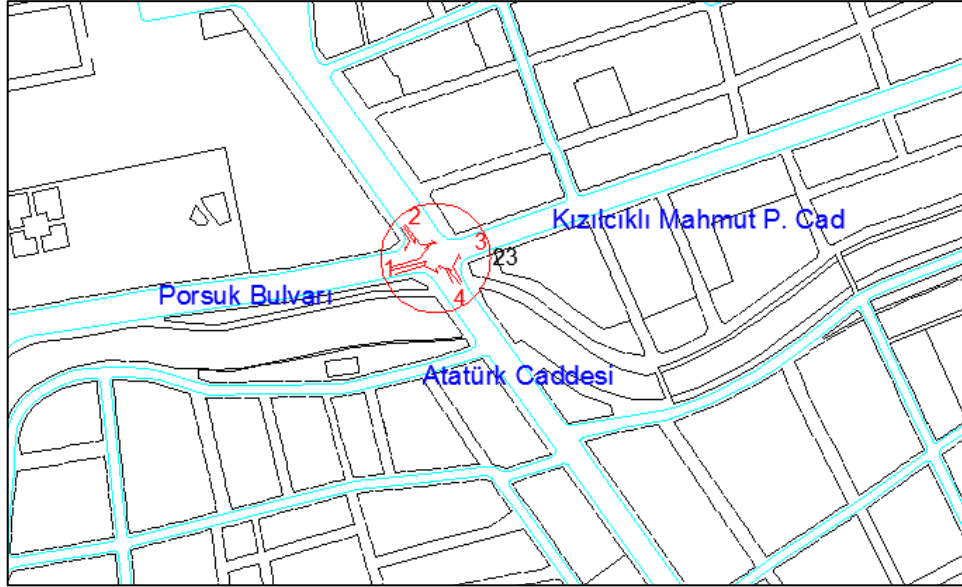 2
3
Kızılcıklı Mahmut P. Cad
23
1
Porsuk Bulvarı
4
Atatürk Caddesi